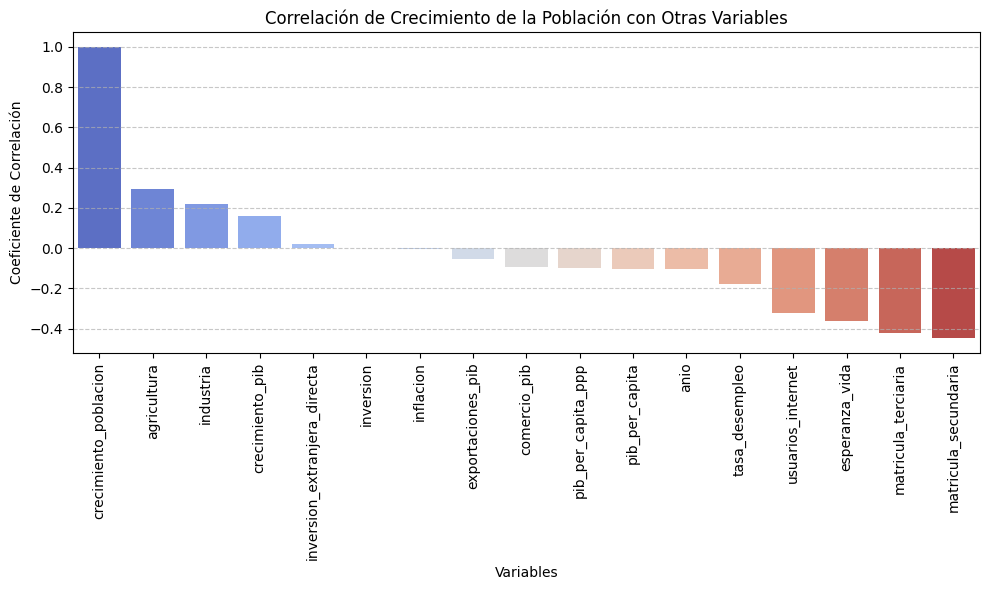 Correlación de Crecimiento de la Población con Otras Variables
Coeficiente de Correlación
1.0
0.8
0.6
0.4
0.2
0.0
−0.2
−0.4
crecimiento_poblacion
agricultura
industria
crecimiento_pib
inversion_extranjera_directa
inversion
inflacion
exportaciones_pib
comercio_pib
pib_per_capita_ppp
pib_per_capita
anio
tasa_desempleo
usuarios_internet
esperanza_vida
matricula_terciaria
matricula_secundaria
Variables